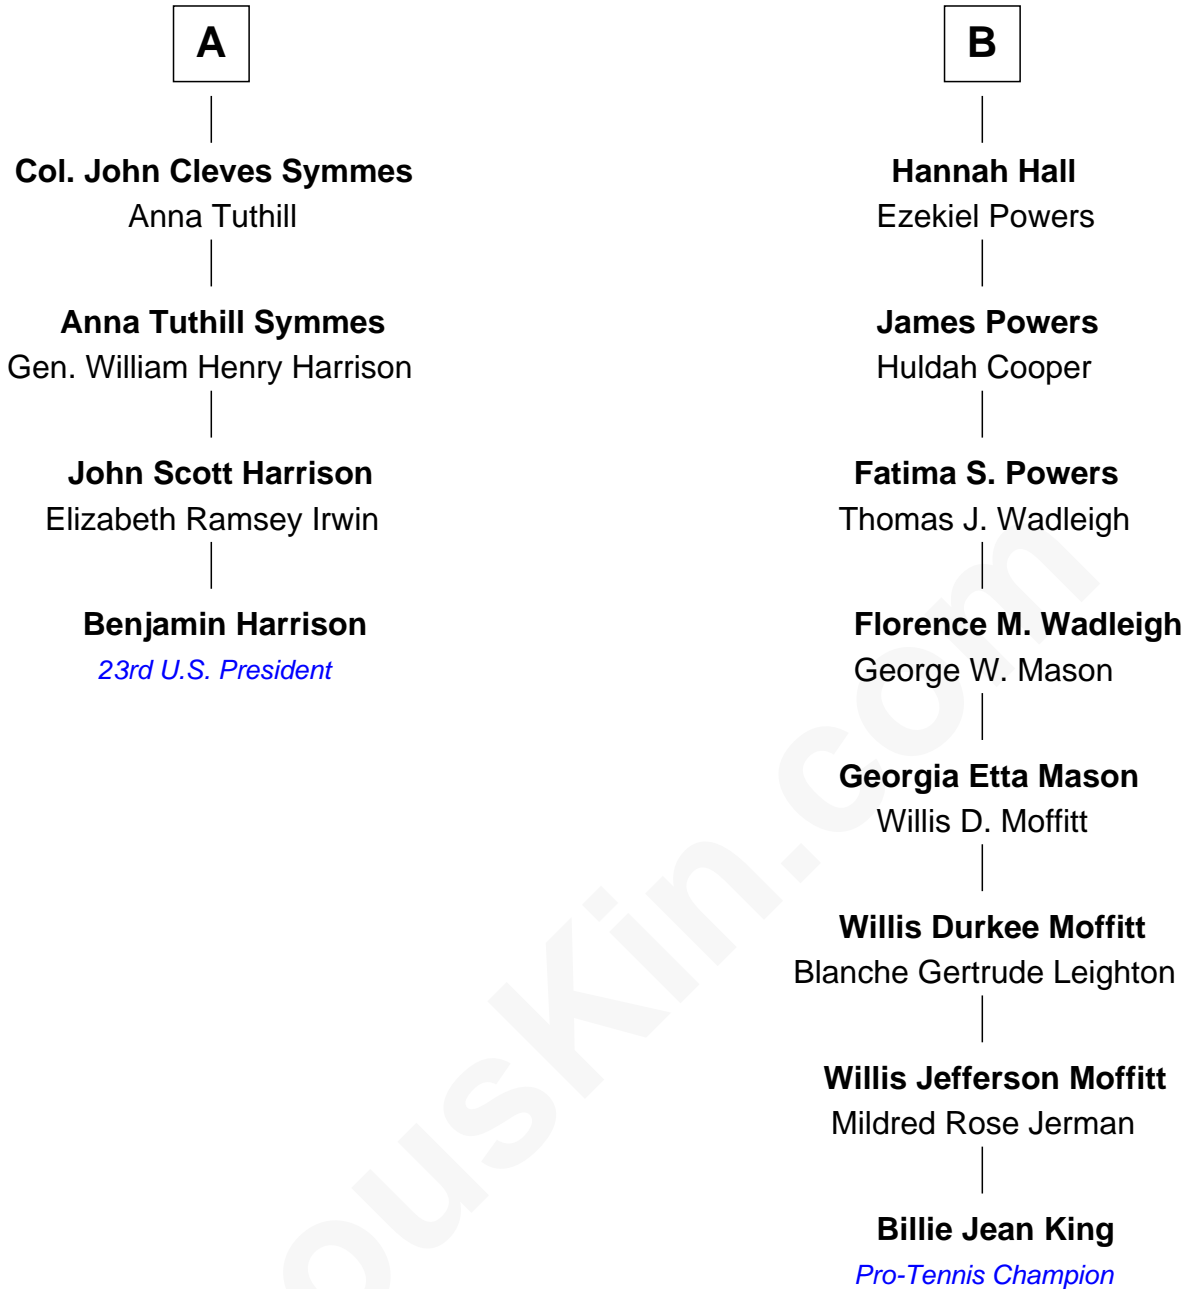 A
Col. John Cleves Symmes
Anna Tuthill
Anna Tuthill Symmes
Gen. William Henry Harrison
John Scott Harrison
Elizabeth Ramsey Irwin
Benjamin Harrison
23rd U.S. President
B
Hannah Hall
Ezekiel Powers
James Powers
Huldah Cooper
Fatima S. Powers
Thomas J. Wadleigh
Florence M. Wadleigh
George W. Mason
Georgia Etta Mason
Willis D. Moffitt
Willis Durkee Moffitt
Blanche Gertrude Leighton
Willis Jefferson Moffitt
Mildred Rose Jerman
Billie Jean King
Pro-Tennis Champion
ousKin.com